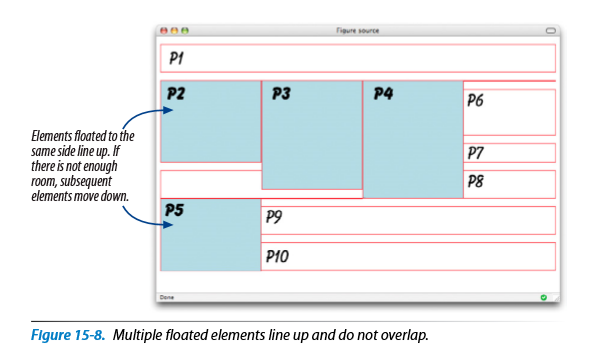 Figure source
P1
P2
P3
P4
P6
Elements floated to the
same side line up. If
there is not enough
room, subsequent
elements move down.
P7
P8
P5
P9
P10
Done
Figure 15-8. Multiple floated elements line up and do not overlap.